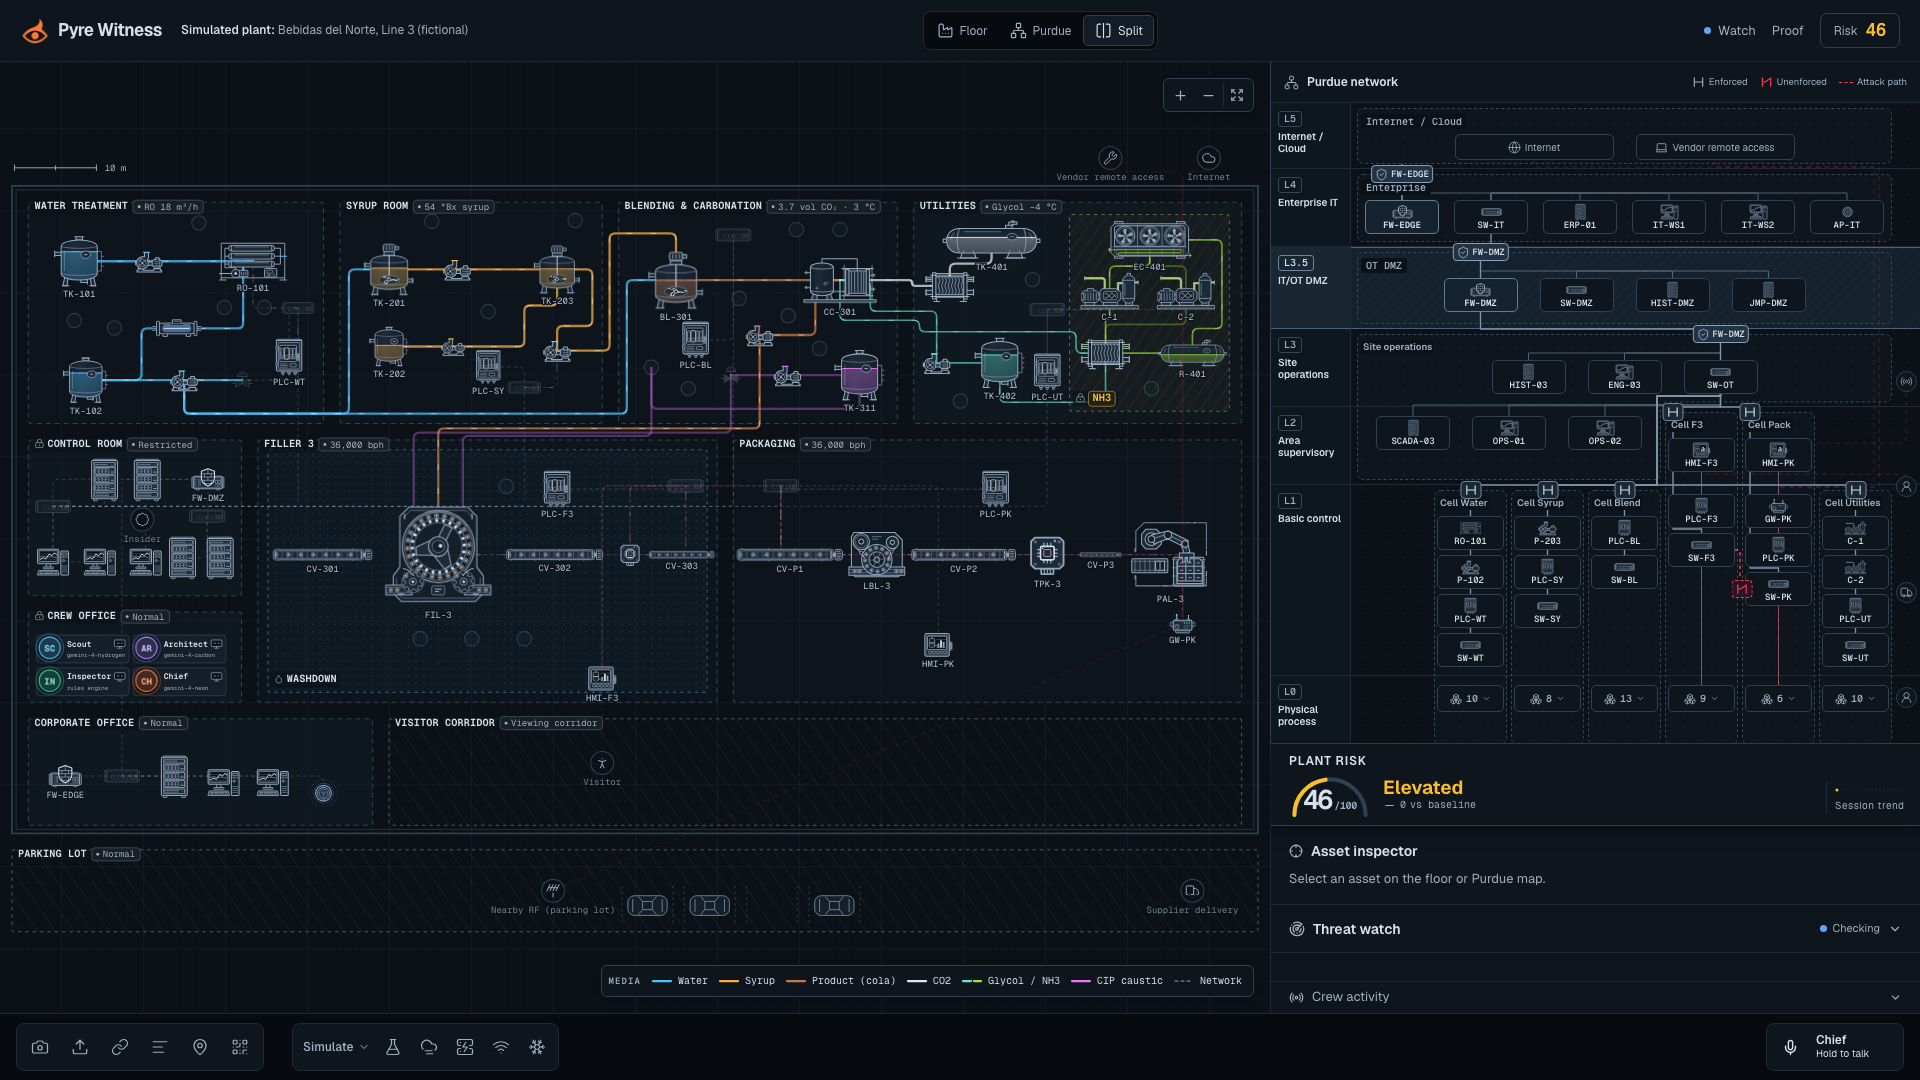 Pyre Witness
Simulated plant: Bebidas del Norte, Line 3 (fictional)
Floor
Purdue
Split
Watch
Proof
Risk 46
10 m
Vendor remote access
Internet
WATER TREATMENT • RO 18 m³/h
SYRUP ROOM • 54 °Bx syrup
BLENDING & CARBONATION • 3.7 vol CO₂ · 3 °C
UTILITIES • Glycol −4 °C
TK-101
RO-101
TK-102
PLC-WT
TK-201
TK-203
TK-202
PLC-SY
BL-301
CC-301
PLC-BL
TK-311
TK-401
EC-401
C-1
C-2
TK-402
PLC-UT
R-401
NH3
CONTROL ROOM • Restricted
FILLER 3 • 36,000 bph
PACKAGING • 36,000 bph
FW-DMZ
Insider
PLC-F3
PLC-PK
CV-301
FIL-3
CV-302
CV-303
CV-P1
LBL-3
CV-P2
TPK-3
CV-P3
PAL-3
GW-PK
HMI-PK
HMI-F3
WASHDOWN
CREW OFFICE • Normal
SC Scout
gemini-4-hydrogen
AR Architect
gemini-4-carbon
IN Inspector
rules engine
CH Chief
gemini-4-neon
CORPORATE OFFICE • Normal
VISITOR CORRIDOR • Viewing corridor
FW-EDGE
Visitor
PARKING LOT • Normal
Nearby RF (parking lot)
Supplier delivery
MEDIA Water Syrup Product (cola) CO2 Glycol / NH3 CIP caustic Network
Simulate
Purdue network
Enforced
Unenforced
Attack path
L5
Internet /
Cloud
Internet / Cloud
Internet
Vendor remote access
FW-EDGE
L4
Enterprise IT
Enterprise
FW-EDGE
SW-IT
ERP-01
IT-WS1
IT-WS2
AP-IT
FW-DMZ
L3.5
IT/OT DMZ
OT DMZ
FW-DMZ
SW-DMZ
HIST-DMZ
JMP-DMZ
FW-DMZ
L3
Site
operations
Site operations
HIST-03
ENG-03
SW-OT
L2
Area
supervisory
SCADA-03
OPS-01
OPS-02
Cell F3
Cell Pack
HMI-F3
HMI-PK
L1
Basic control
Cell Water
Cell Syrup
Cell Blend
Cell Utilities
RO-101
P-203
PLC-BL
PLC-F3
GW-PK
C-1
P-102
PLC-SY
SW-BL
SW-F3
PLC-PK
C-2
PLC-WT
SW-SY
SW-PK
PLC-UT
SW-WT
SW-UT
L0
Physical
process
10
8
13
9
6
10
PLANT RISK
46 /100
Elevated
— 0 vs baseline
Session trend
Asset inspector
Select an asset on the floor or Purdue map.
Threat watch
Checking
Crew activity
Chief
Hold to talk